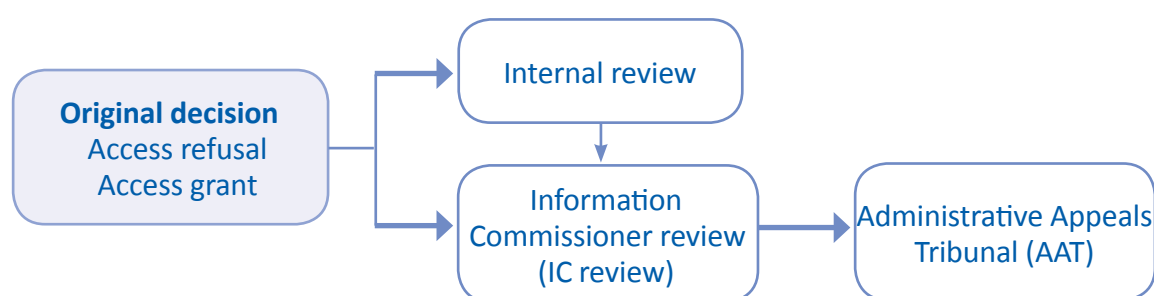 Original decision
Access refusal
Access grant
Internal review
Information
Commissioner review
(IC review)
Administrative Appeals
Tribunal (AAT)